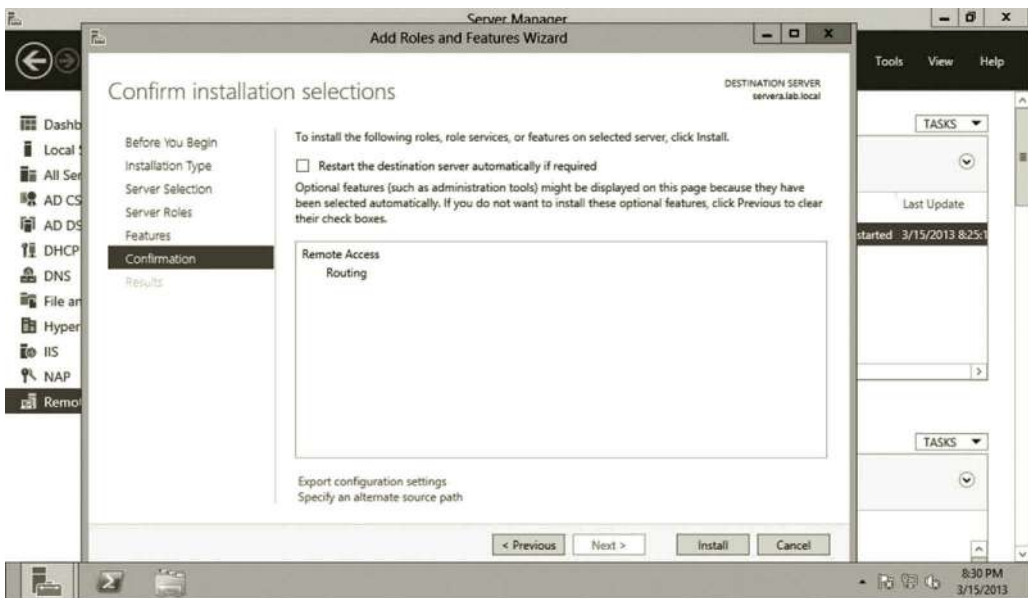 Server Manager
Add Roles and Features Wizard
Tools View Help
Confirm installation selections
DESTINATION SERVER
servera.lab.local
Before You Begin
Installation Type
Server Selection
Server Roles
Features
Confirmation
Results
To install the following roles, role services, or features on selected server, click Install.
Restart the destination server automatically if required
Optional features (such as administration tools) might be displayed on this page because they have
been selected automatically. If you do not want to install these optional features, click Previous to clear
their check boxes.
Remote Access
Routing
Export configuration settings
Specify an alternate source path
< Previous Next > Install Cancel
Dashb
Local
All Ser
AD CS
AD DS
DHCP
DNS
File an
Hyper
IIS
NAP
Remo
TASKS
Last Update
started 3/15/2013 8:25:1
TASKS
8:30 PM
3/15/2013